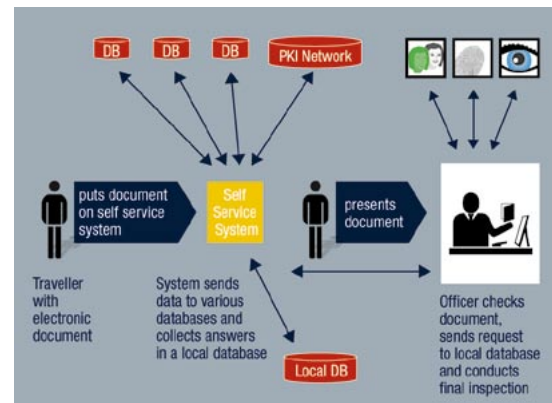 DB
DB
DB
PKI Network
puts document
on self service
system
Self
Service
System
presents
document
Traveller
with
electronic
document
System sends
data to various
databases and
collects answers
in a local database
Officer checks
document,
sends request
to local database
and conducts
final inspection
Local DB